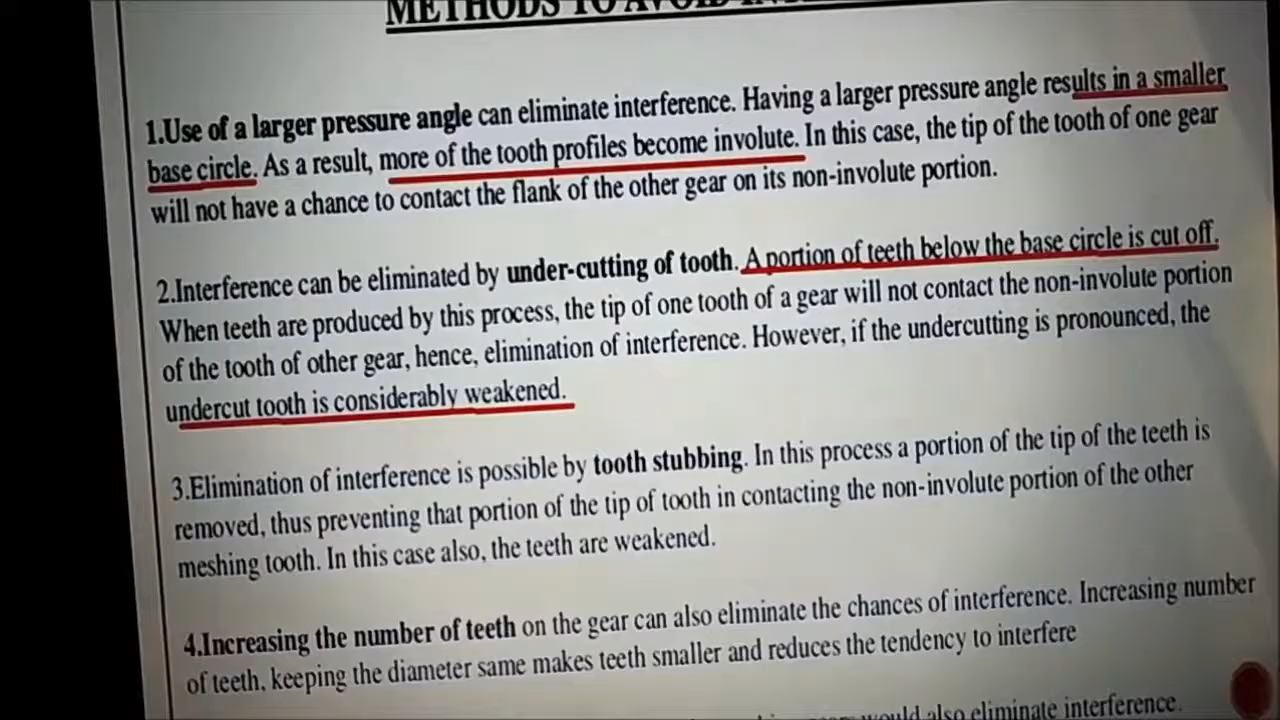 METHODS TO AVOID
1.Use of a larger pressure angle can eliminate interference. Having a larger pressure angle results in a smaller
base circle. As a result, more of the tooth profiles become involute. In this case, the tip of the tooth of one gear
will not have a chance to contact the flank of the other gear on its non-involute portion.
2.Interference can be eliminated by under-cutting of tooth. A portion of teeth below the base circle is cut off.
When teeth are produced by this process, the tip of one tooth of a gear will not contact the non-involute portion
of the tooth of other gear, hence, elimination of interference. However, if the undercutting is pronounced, the
undercut tooth is considerably weakened.
3.Elimination of interference is possible by tooth stubbing. In this process a portion of the tip of the teeth is
removed, thus preventing that portion of the tip of tooth in contacting the non-involute portion of the other
meshing tooth. In this case also, the teeth are weakened.
4.Increasing the number of teeth on the gear can also eliminate the chances of interference. Increasing number
of teeth, keeping the diameter same makes teeth smaller and reduces the tendency to interfere
would also eliminate interference.